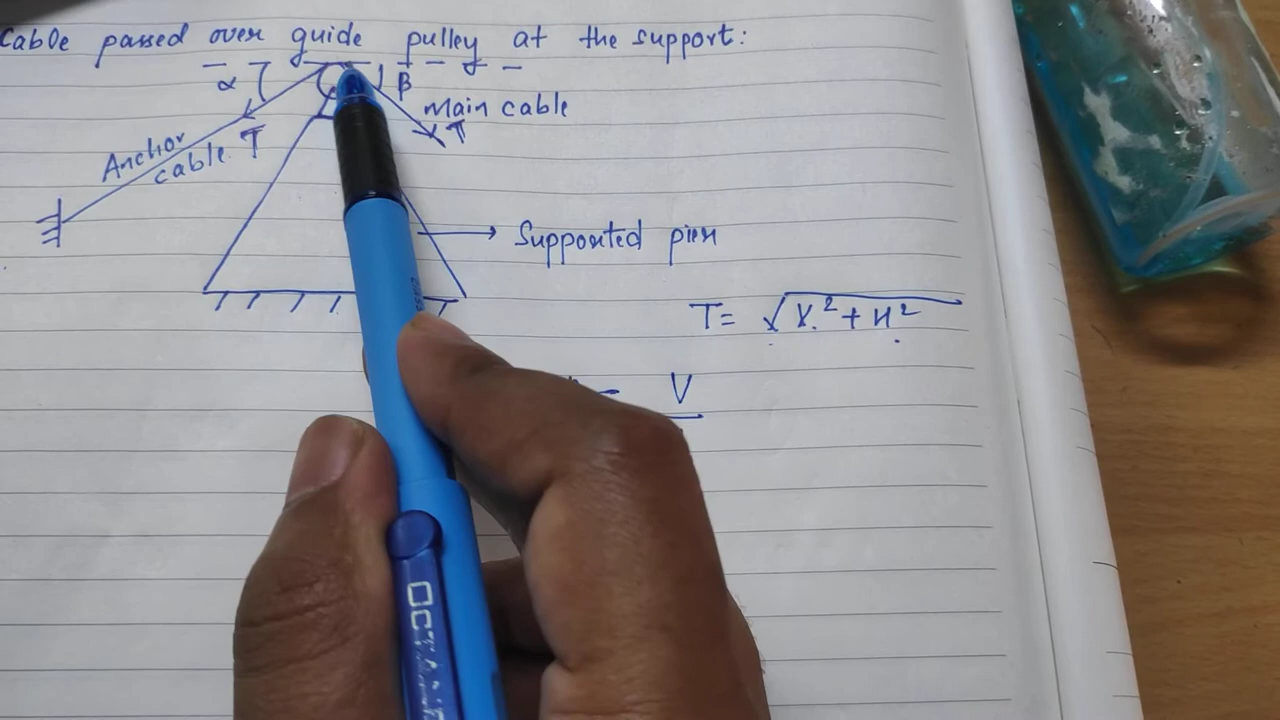 Cable passed over guide pulley at the support:
α β
Main cable
T
Anchor
cable T
Supported pier
T = √V² + H²
V